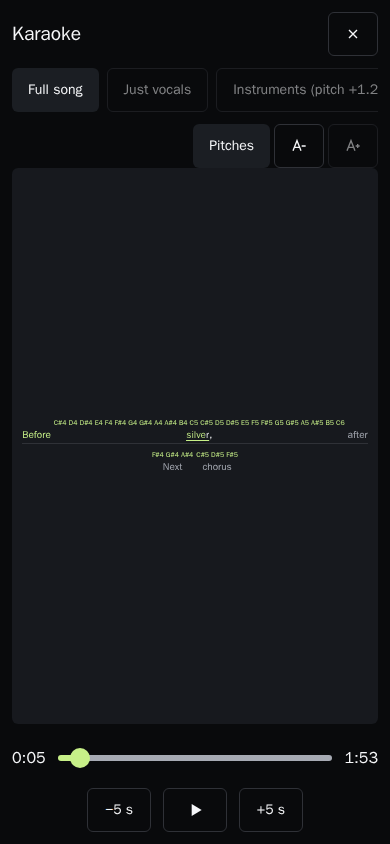 Karaoke
×
Full song Just vocals Instruments (pitch +1.2
Pitches A- A+
C#4 D4 D#4 E4 F4 F#4 G4 G#4 A4 A#4 B4 C5 C#5 D5 D#5 E5 F5 F#5 G5 G#5 A5 A#5 B5 C6
Before silver, after
F#4 G#4 A#4 C#5 D#5 F#5
Next chorus
0:05 1:53
−5 s +5 s